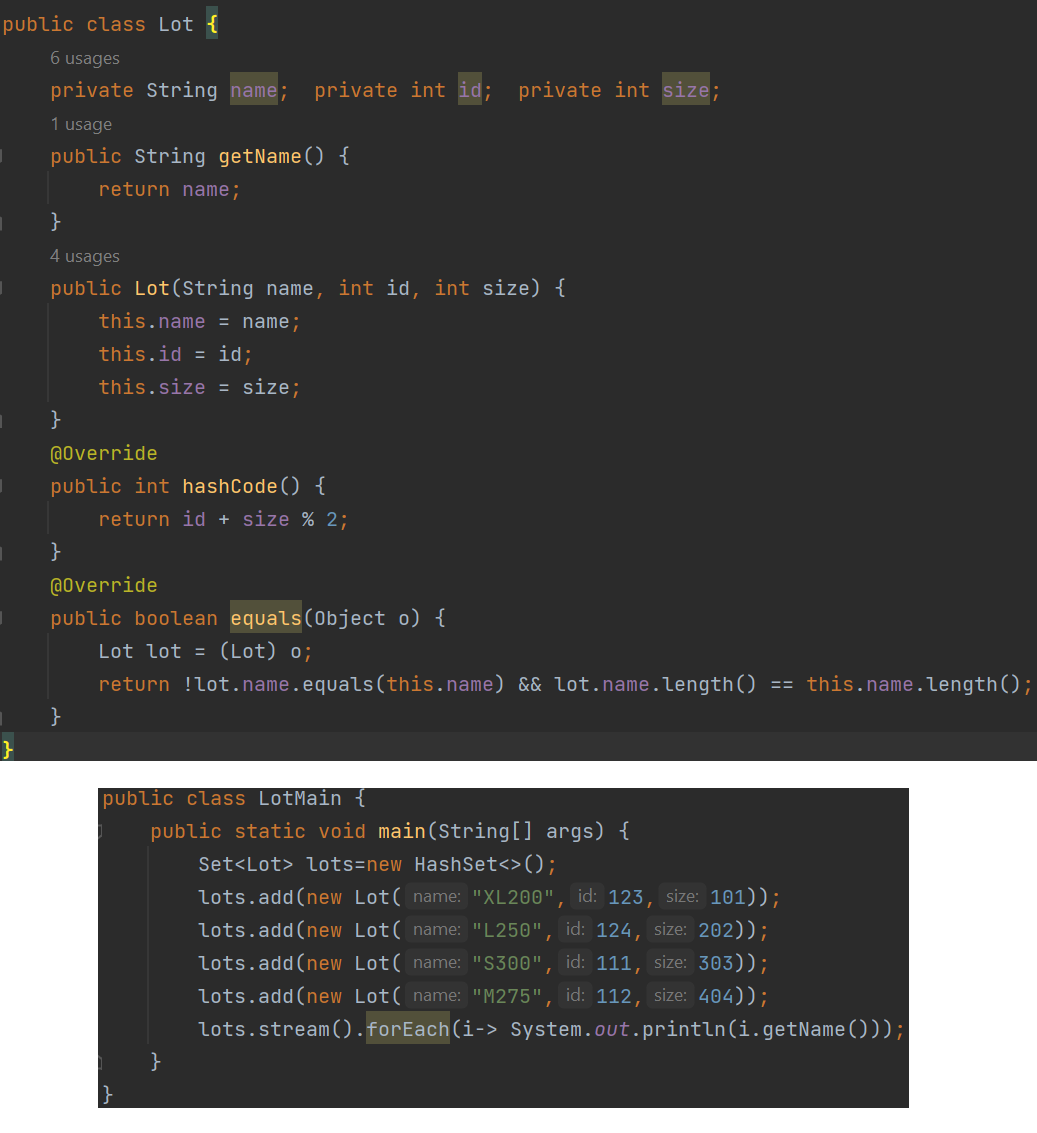 public class Lot {
6 usages
private String name;  private int id;  private int size;
1 usage
public String getName() {
return name;
}
4 usages
public Lot(String name, int id, int size) {
this.name = name;
this.id = id;
this.size = size;
}
@Override
public int hashCode() {
return id + size % 2;
}
@Override
public boolean equals(Object o) {
Lot lot = (Lot) o;
return !lot.name.equals(this.name) && lot.name.length() == this.name.length();
}
}
public class LotMain {
public static void main(String[] args) {
Set<Lot> lots=new HashSet<>();
lots.add(new Lot( name: "XL200", id: 123, size: 101));
lots.add(new Lot( name: "L250", id: 124, size: 202));
lots.add(new Lot( name: "S300", id: 111, size: 303));
lots.add(new Lot( name: "M275", id: 112, size: 404));
lots.stream().forEach(i-> System.out.println(i.getName()));
}
}